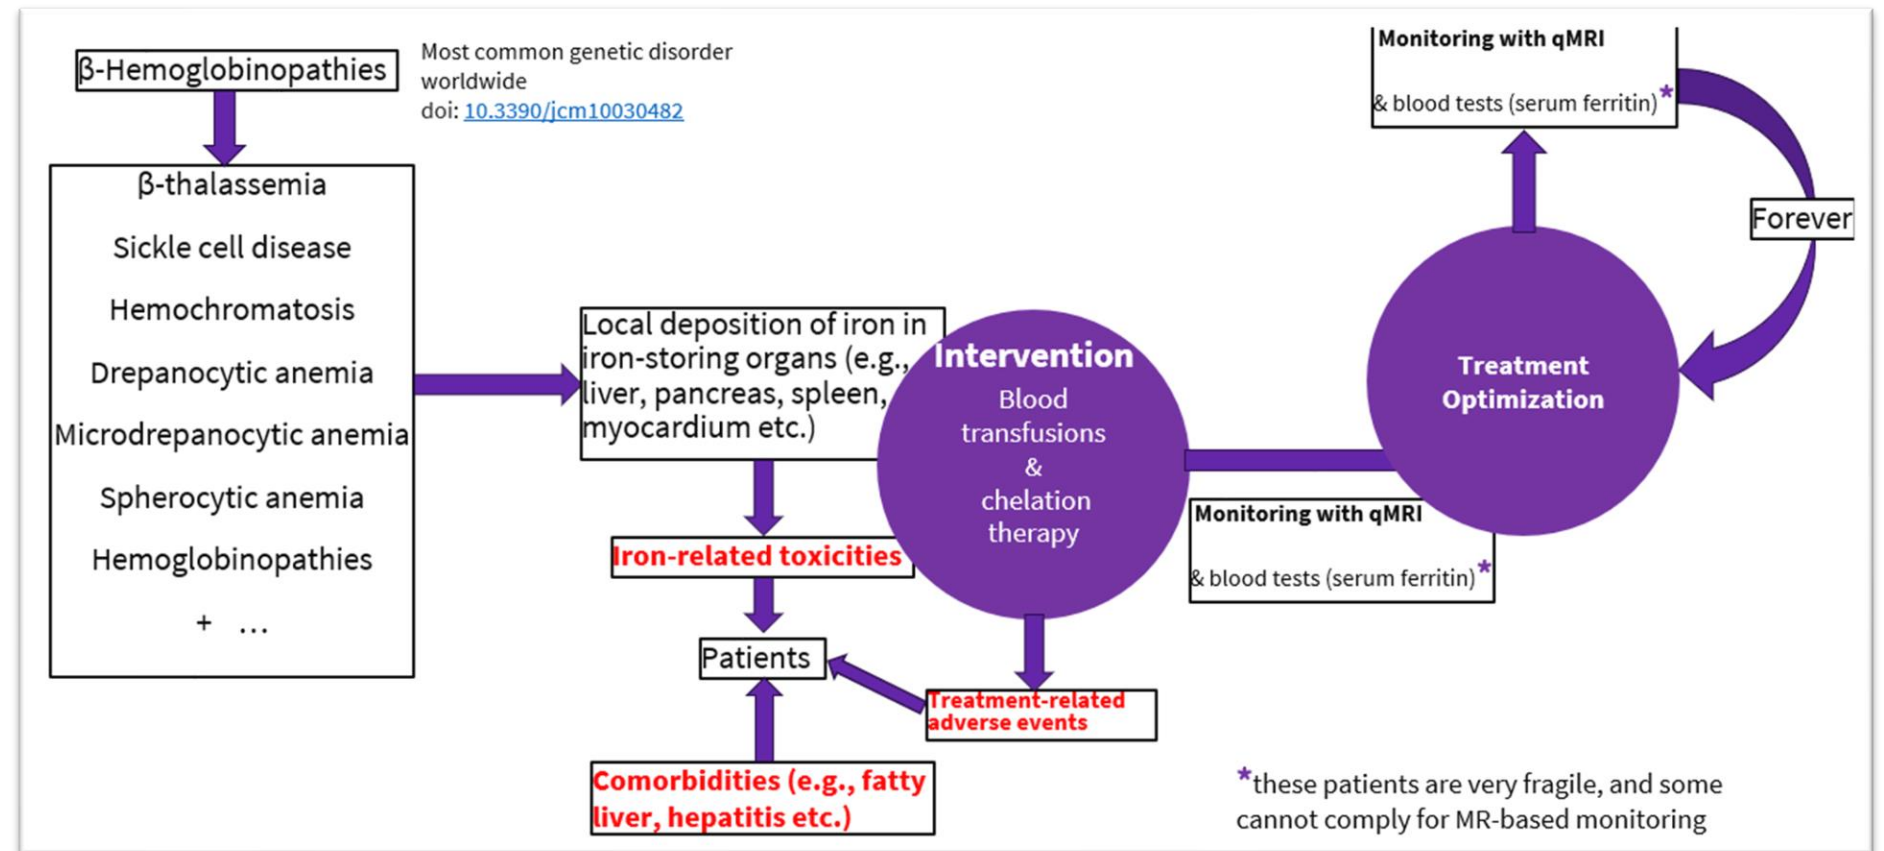 β-Hemoglobinopathies
Most common genetic disorder
worldwide
doi: 10.3390/jcm10030482
β-thalassemia
Sickle cell disease
Hemochromatosis
Drepanocytic anemia
Microdrepanocytic anemia
Spherocytic anemia
Hemoglobinopathies
+ ...
Local deposition of iron in
iron-storing organs (e.g.,
liver, pancreas, spleen,
myocardium etc.)
Iron-related toxicities
Patients
Comorbidities (e.g., fatty
liver, hepatitis etc.)
Intervention
Blood
transfusions
&
chelation
therapy
Treatment-related
adverse events
Monitoring with qMRI
& blood tests (serum ferritin)*
Treatment
Optimization
Monitoring with qMRI
& blood tests (serum ferritin)*
Forever
*these patients are very fragile, and some
cannot comply for MR-based monitoring